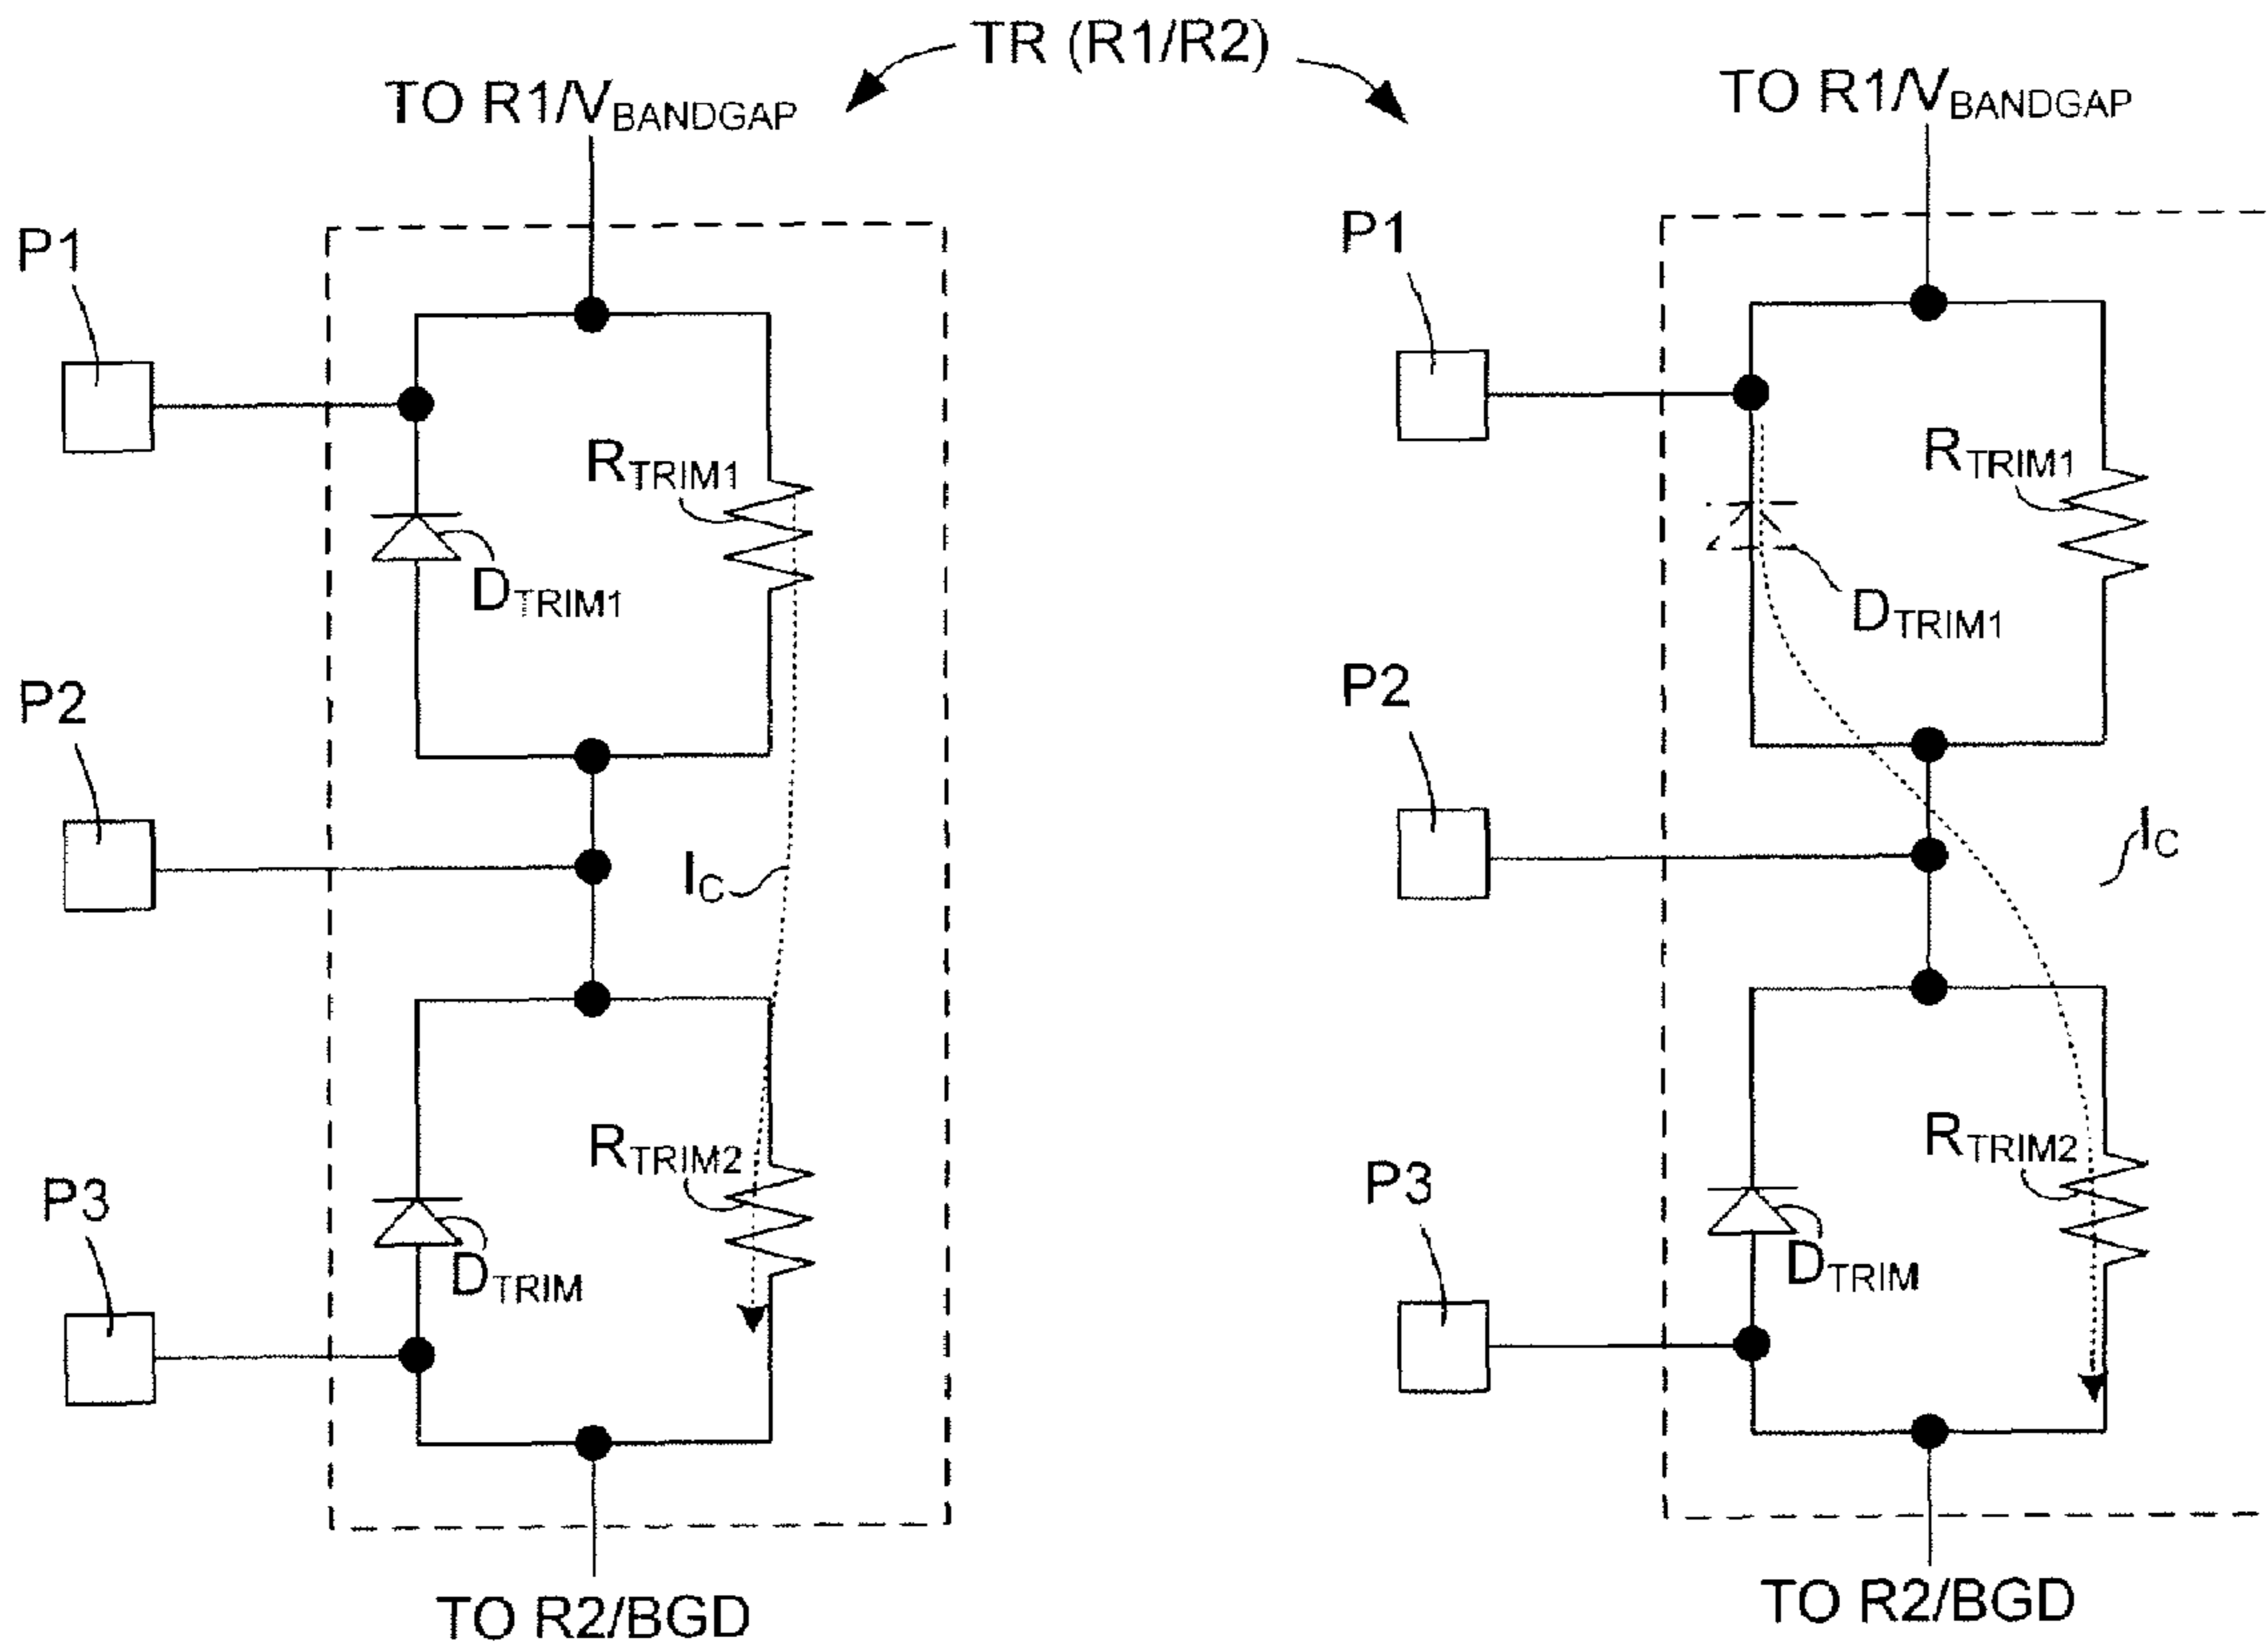 TR (R1/R2)
TO R1/VBANDGAP
P1
RTRIM1
DTRIM1
P2
IC
RTRIM2
P3
DTRIM
TO R2/BGD
TO R1/VBANDGAP
P1
RTRIM1
DTRIM1
P2
IC
RTRIM2
P3
DTRIM
TO R2/BGD